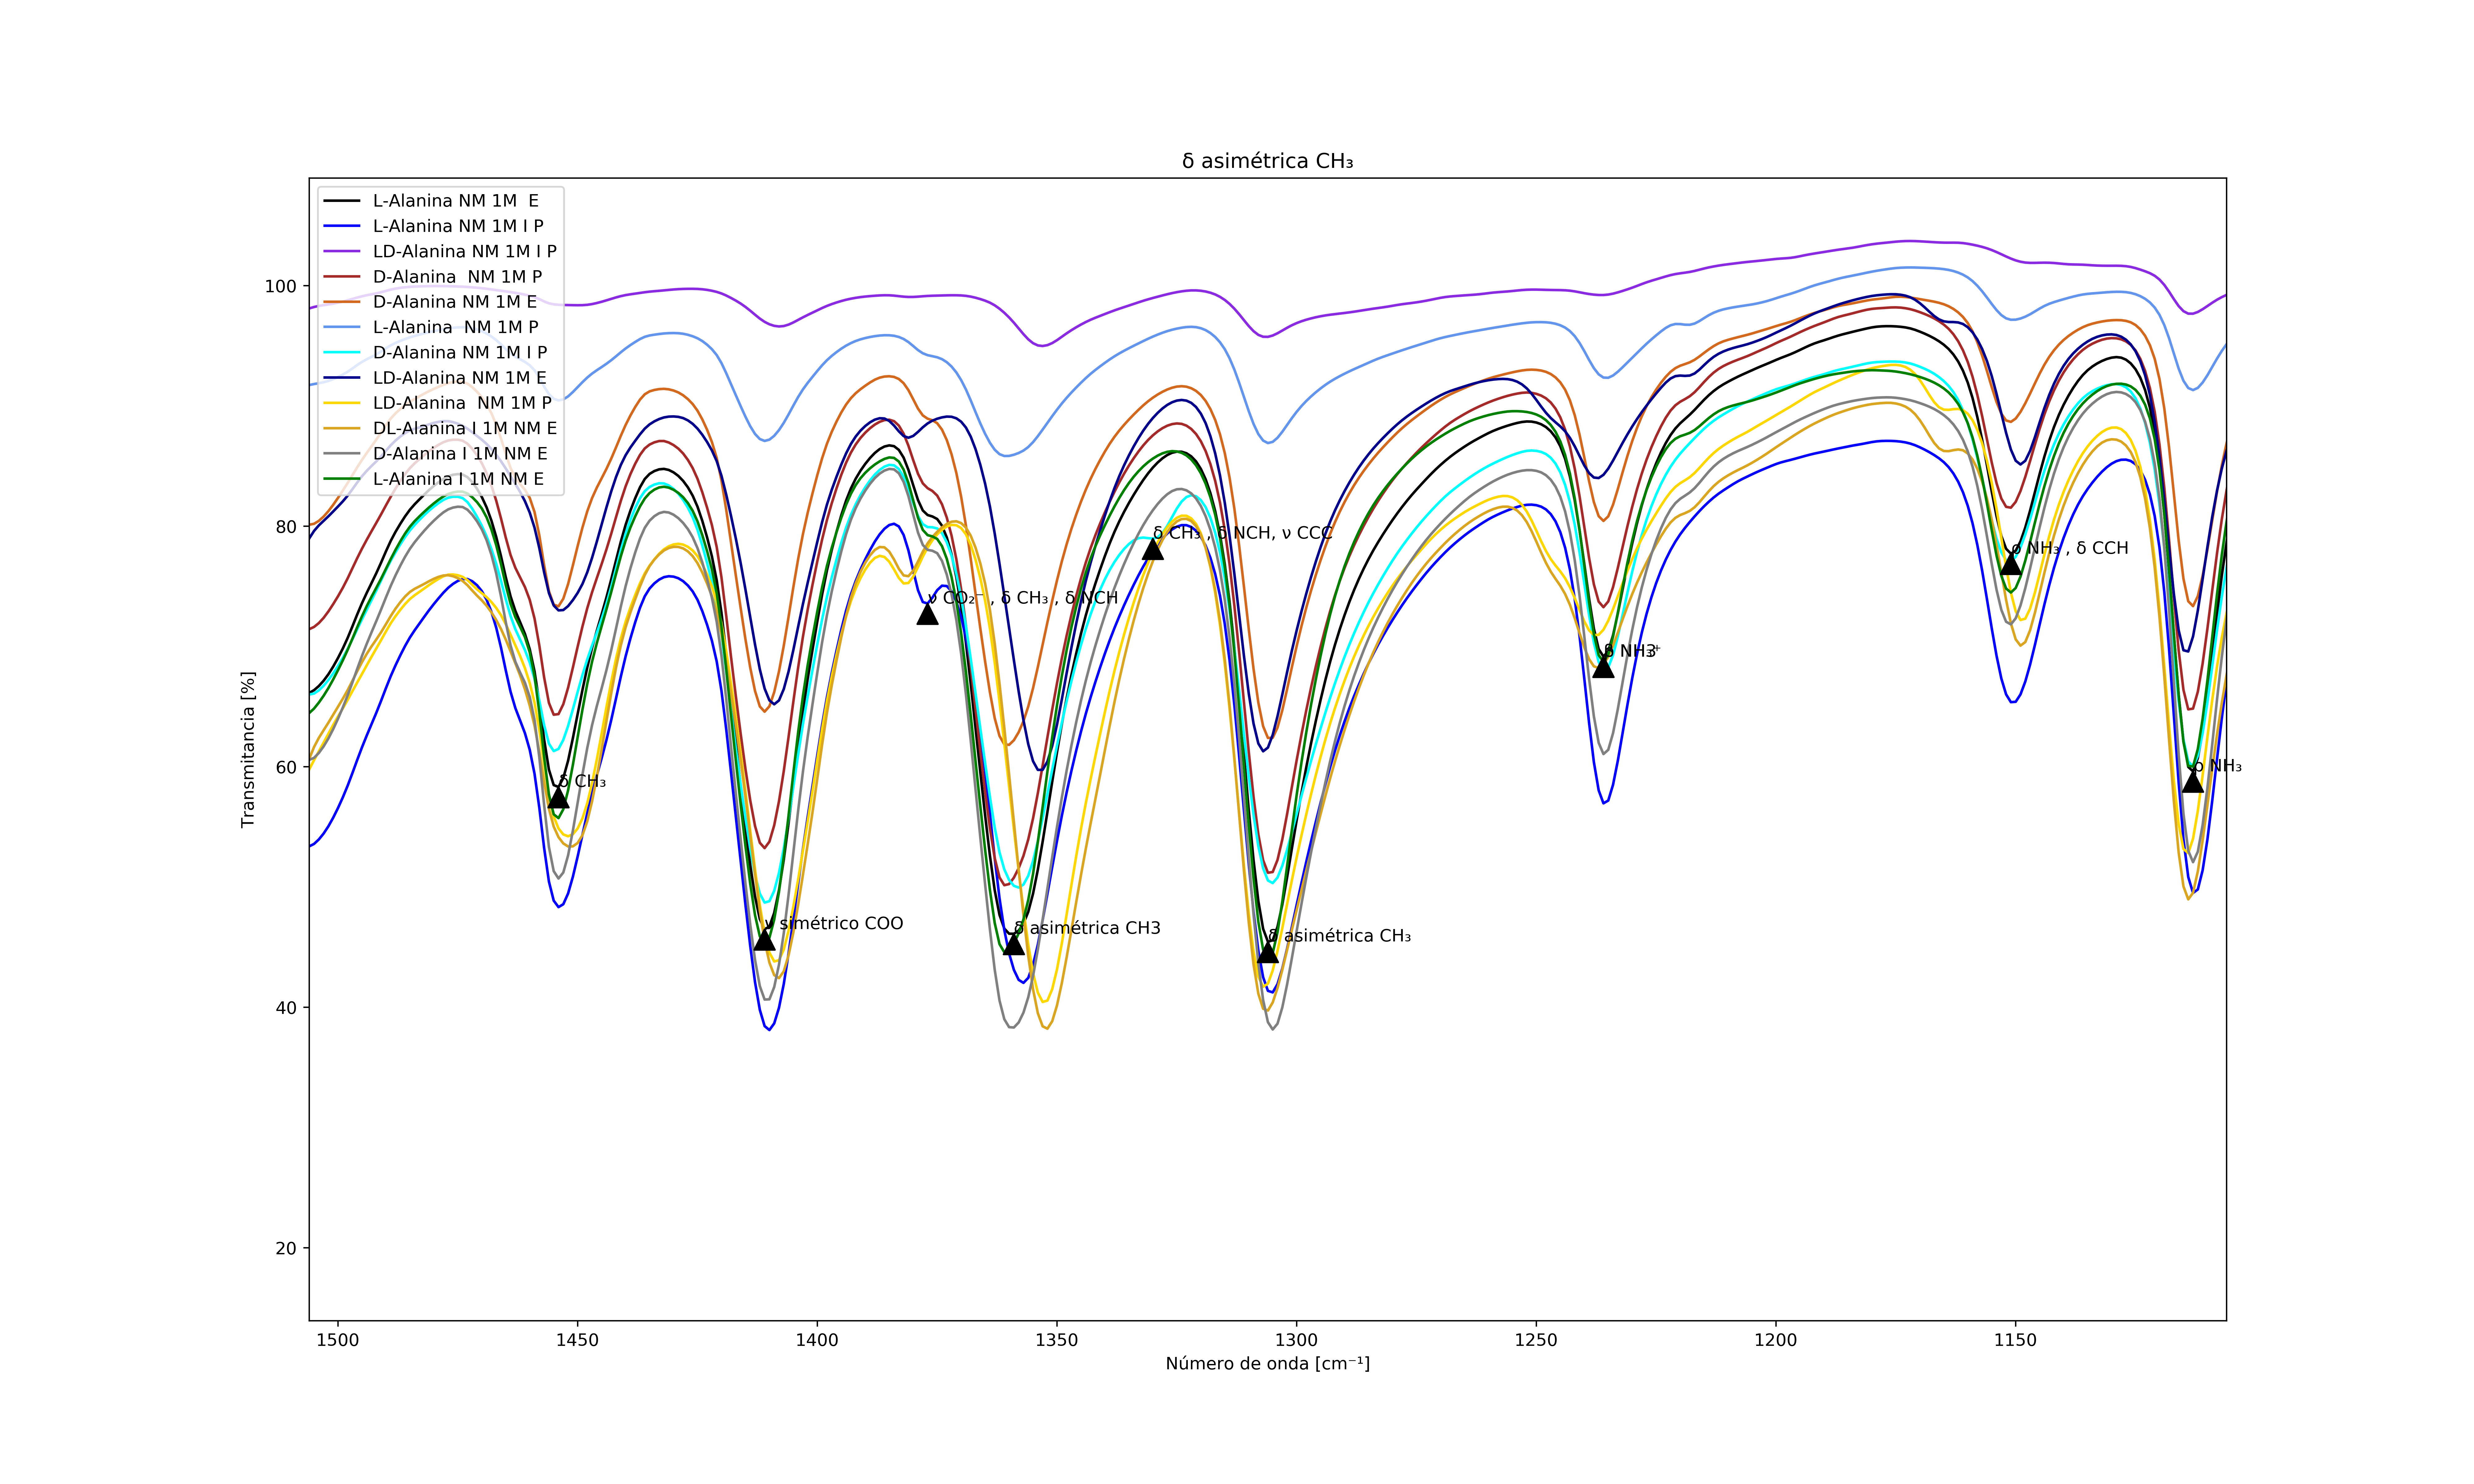 δ asimétrica CH₃
L-Alanina NM 1M  E
L-Alanina NM 1M I P
LD-Alanina NM 1M I P
D-Alanina  NM 1M P
D-Alanina NM 1M E
L-Alanina  NM 1M P
D-Alanina NM 1M I P
LD-Alanina NM 1M E
LD-Alanina  NM 1M P
DL-Alanina I 1M NM E
D-Alanina I 1M NM E
L-Alanina I 1M NM E
100
80
60
40
20
Transmitancia [%]
δ CH₃ , δ NCH, ν CCC
ρ NH₃ , δ CCH
ν CO₂⁻ , δ CH₃ , δ NCH
δ NH3⁺
ρ NH₃
δ CH₃
ν simétrico COO
δ asimétrica CH3
δ asimétrica CH₃
1500
1450
1400
1350
1300
1250
1200
1150
Número de onda [cm⁻¹]